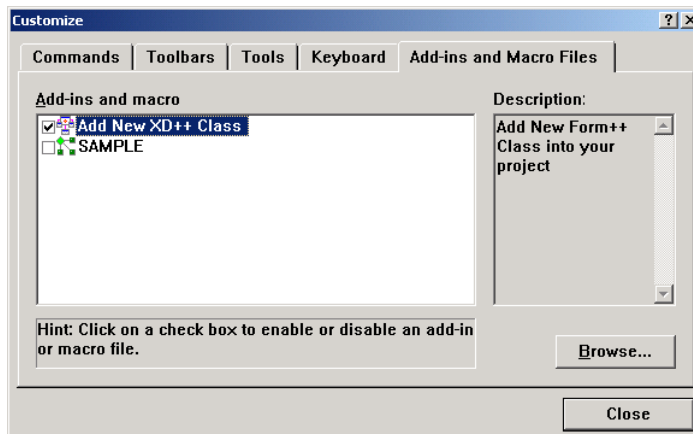 Customize
Commands Toolbars Tools Keyboard Add-ins and Macro Files
Add-ins and macro
Description:
Add New XD++ Class
SAMPLE
Add New Form++
Class into your
project
Hint: Click on a check box to enable or disable an add-in
or macro file.
Browse...
Close